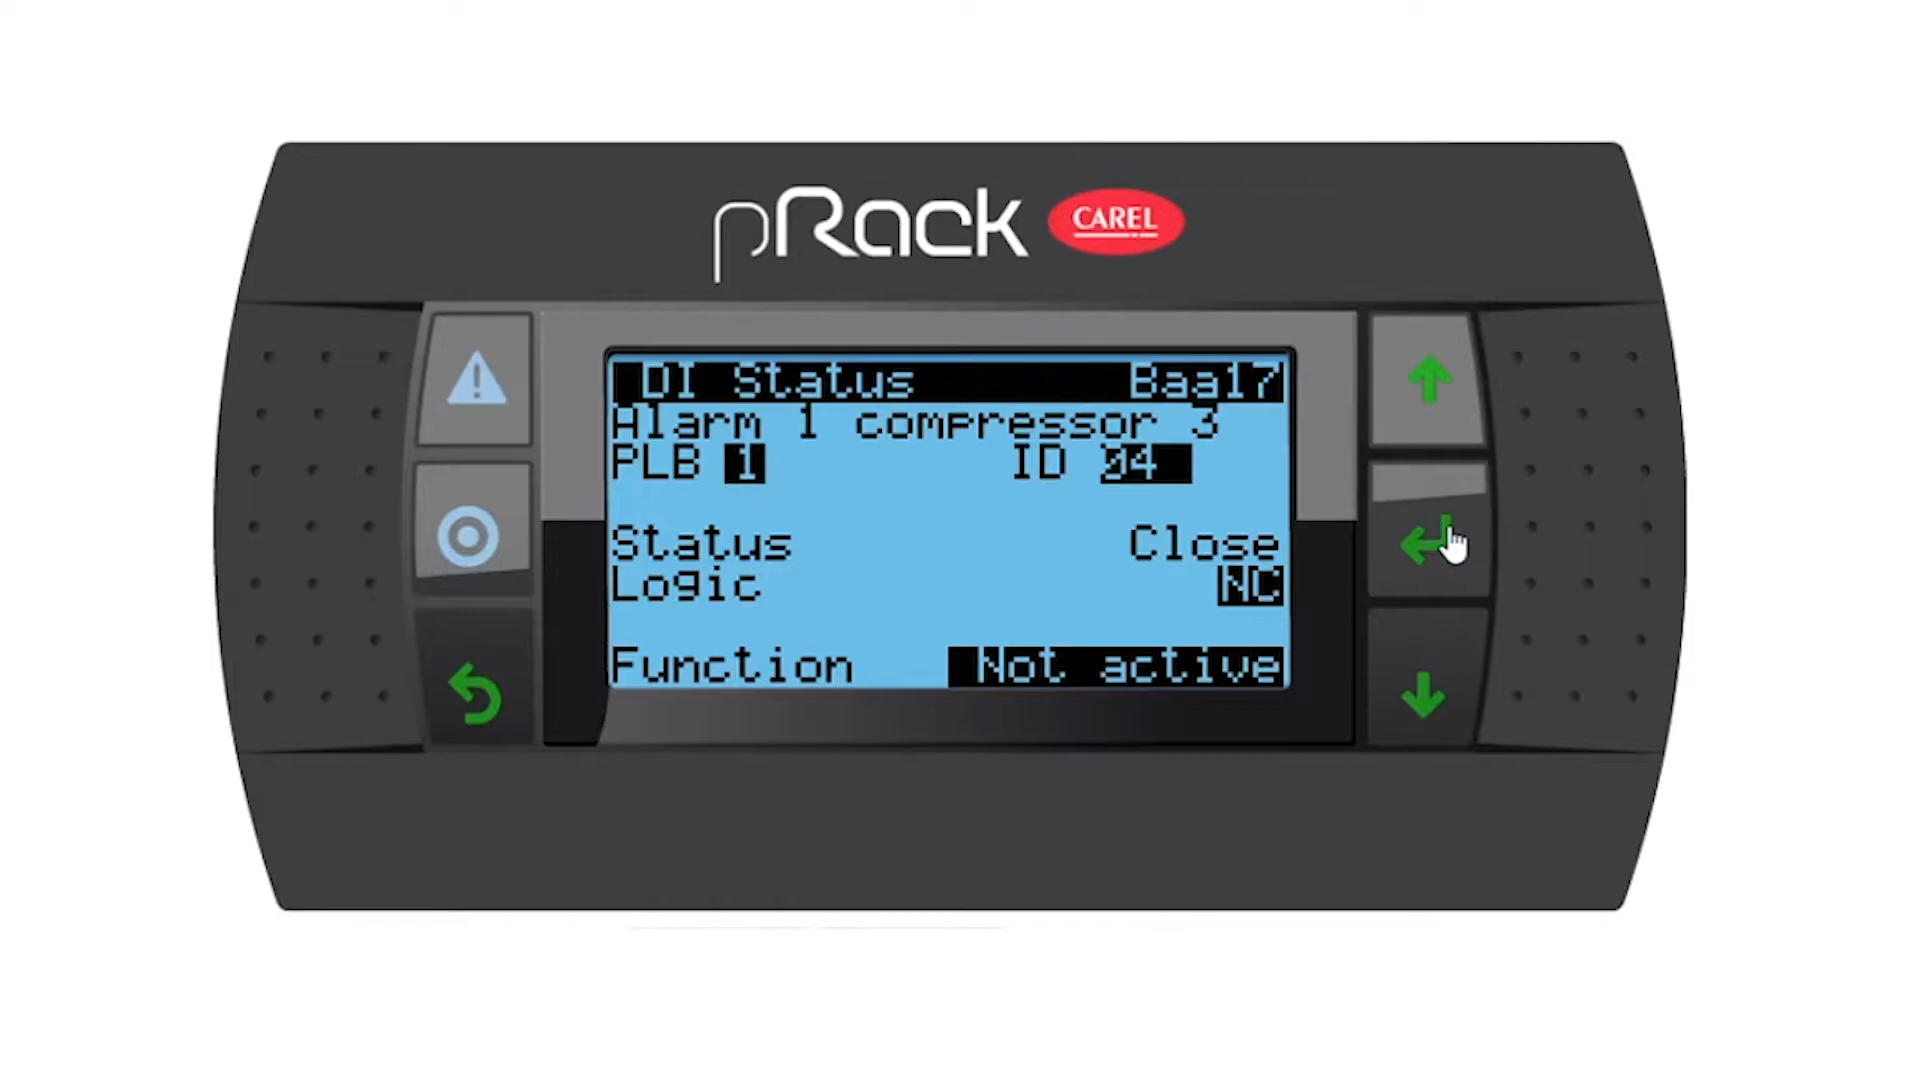 pRack CAREL
DI Status Baa17
Alarm 1 compressor 3
PLB 1 ID 04
Status Close
Logic NC
Function Not active